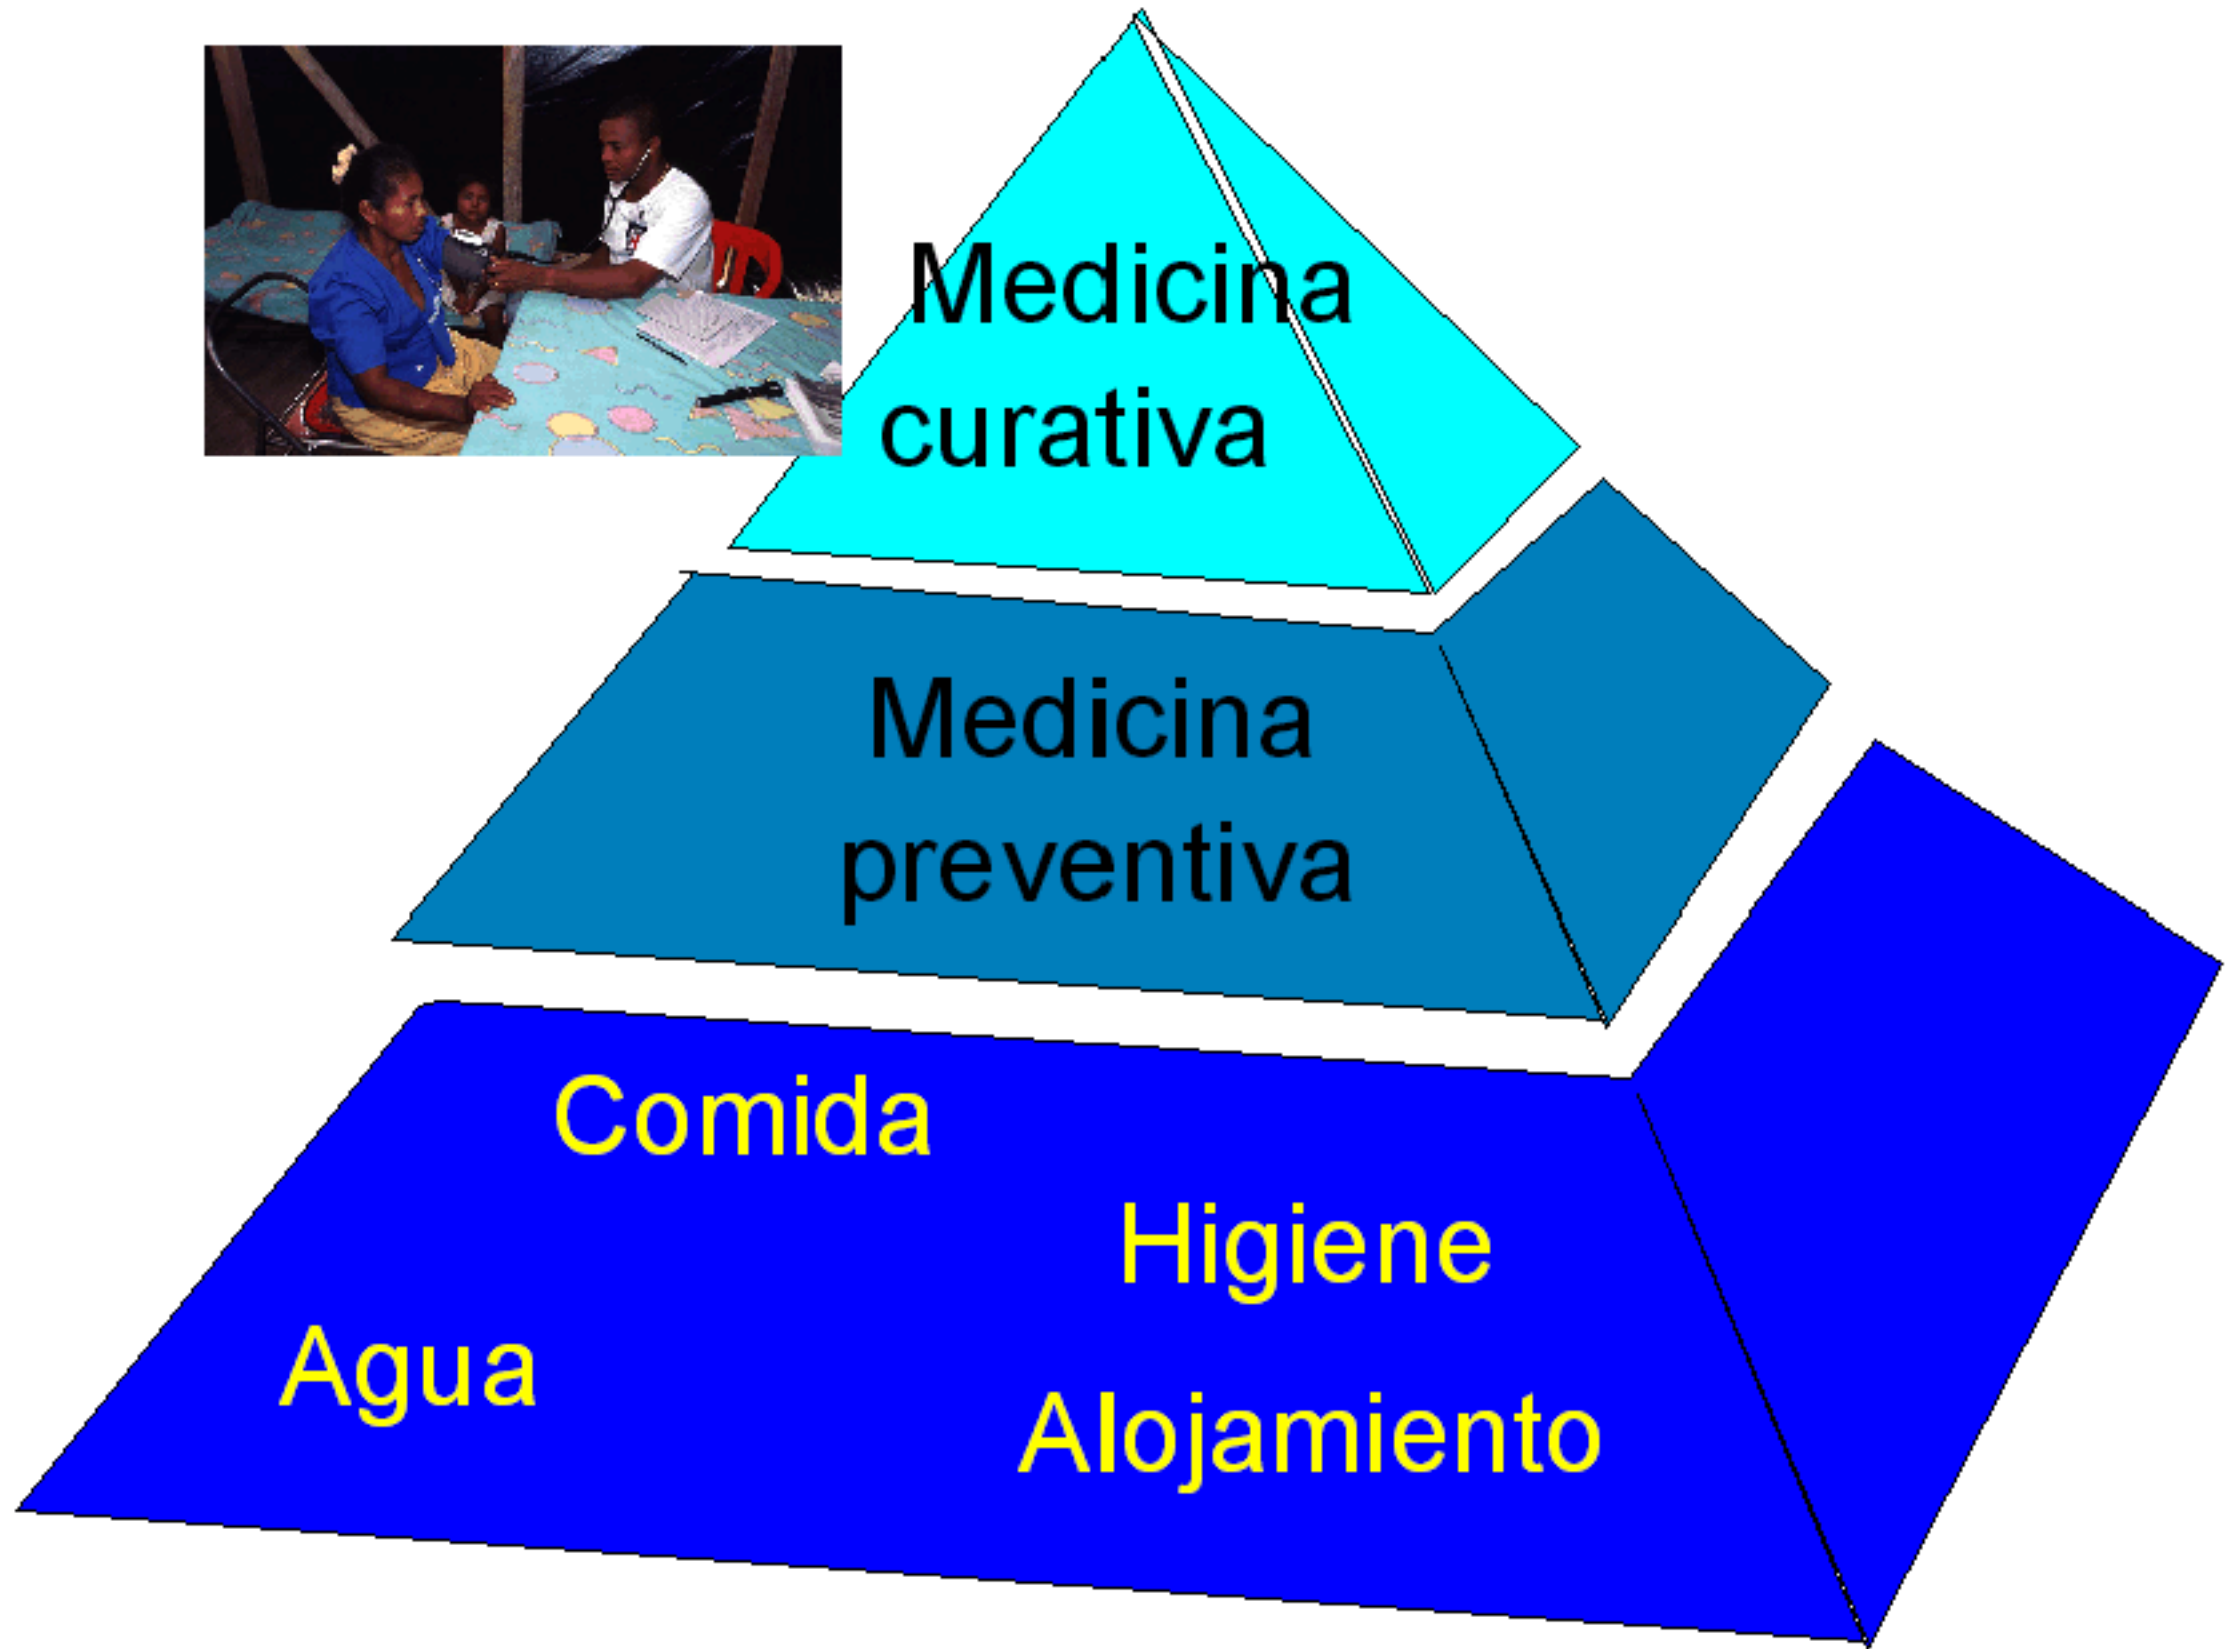 Medicina
curativa
Medicina
preventiva
Comida
Higiene
Agua
Alojamiento